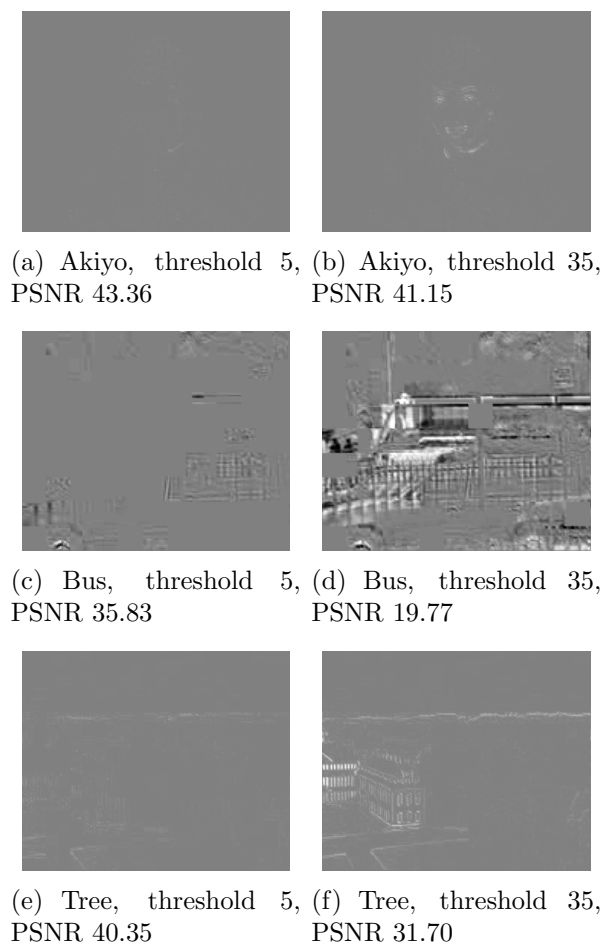 (a) Akiyo, threshold 5,
PSNR 43.36
(b) Akiyo, threshold 35,
PSNR 41.15
(c) Bus, threshold 5,
PSNR 35.83
(d) Bus, threshold 35,
PSNR 19.77
(e) Tree, threshold 5,
PSNR 40.35
(f) Tree, threshold 35,
PSNR 31.70